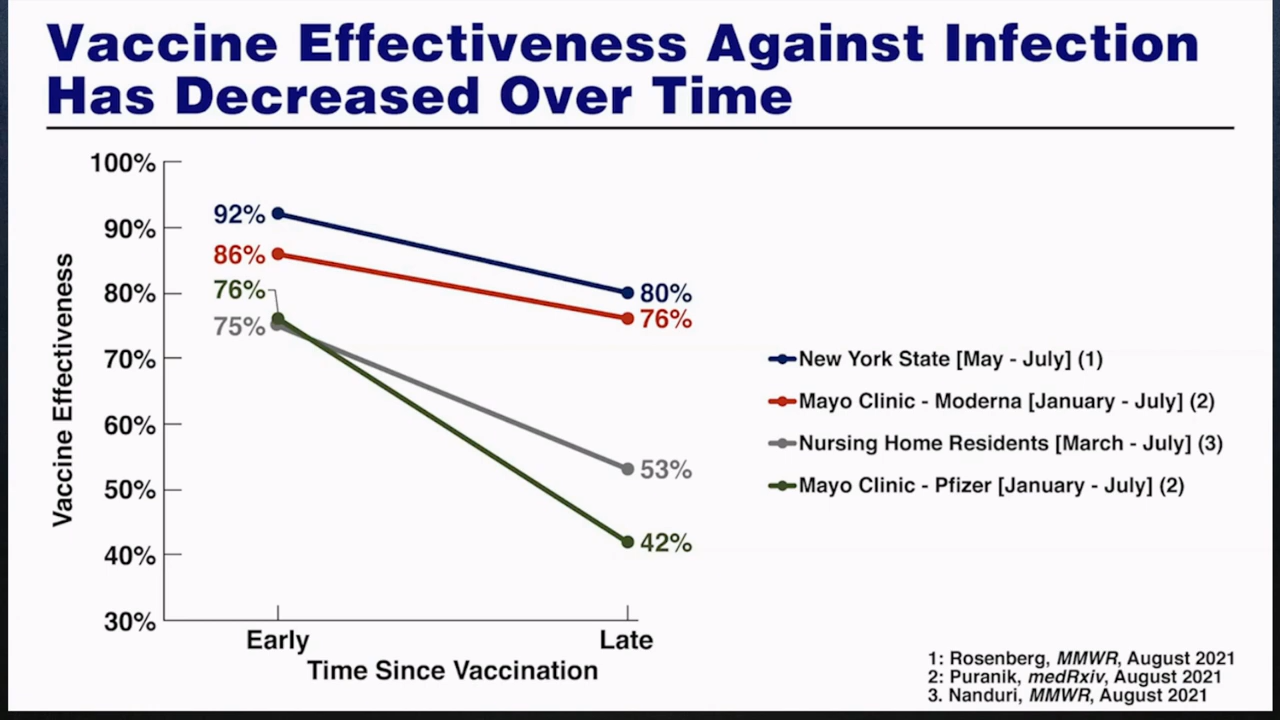 Vaccine Effectiveness Against Infection
Has Decreased Over Time
100%
90%
80%
70%
60%
50%
40%
30%
Vaccine Effectiveness
92%
86%
76%
75%
80%
76%
53%
42%
Early
Late
Time Since Vaccination
New York State [May - July] (1)
Mayo Clinic - Moderna [January - July] (2)
Nursing Home Residents [March - July] (3)
Mayo Clinic - Pfizer [January - July] (2)
1: Rosenberg, MMWR, August 2021
2: Puranik, medRxiv, August 2021
3. Nanduri, MMWR, August 2021